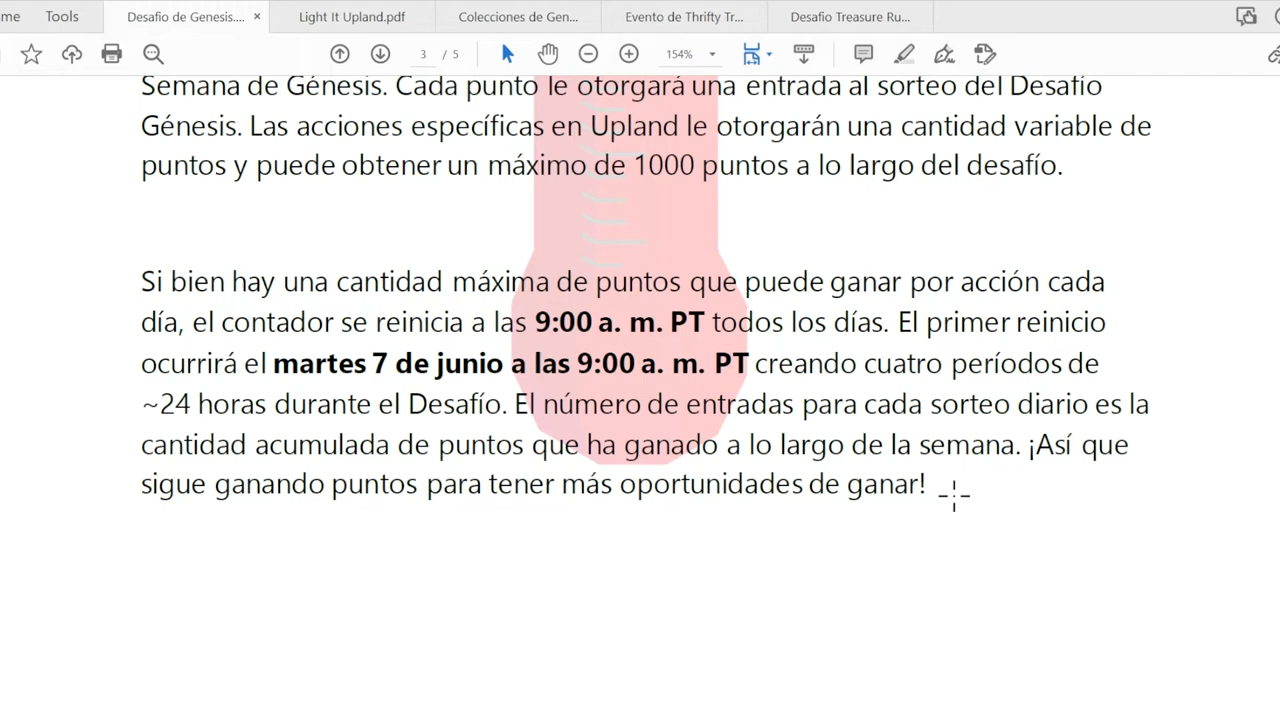 me
Tools
Desafio de Genesis....
×
Light It Upland.pdf
Colecciones de Gen...
Evento de Thrifty Tr...
Desafio Treasure Ru...
3 / 5
154%
Semana de Génesis. Cada punto le otorgará una entrada al sorteo del Desafío
Génesis. Las acciones específicas en Upland le otorgarán una cantidad variable de
puntos y puede obtener un máximo de 1000 puntos a lo largo del desafío.
Si bien hay una cantidad máxima de puntos que puede ganar por acción cada
día, el contador se reinicia a las 9:00 a. m. PT todos los días. El primer reinicio
ocurrirá el martes 7 de junio a las 9:00 a. m. PT creando cuatro períodos de
~24 horas durante el Desafío. El número de entradas para cada sorteo diario es la
cantidad acumulada de puntos que ha ganado a lo largo de la semana. ¡Así que
sigue ganando puntos para tener más oportunidades de ganar!